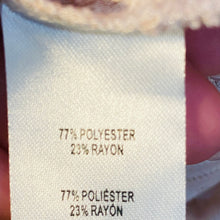 77% POLYESTER
23% RAYON
77% POLIÉSTER
23% RAYÓN